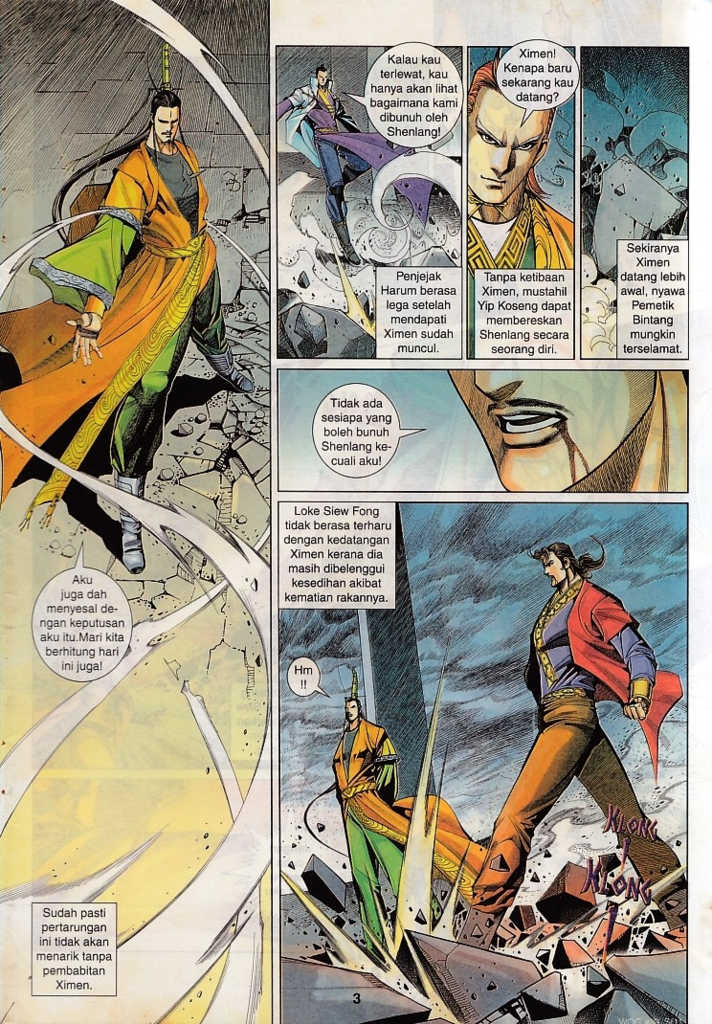 Aku
juga dah
menyesal de-
ngan keputusan
aku itu.Mari kita
berhitung hari
ini juga!
Sudah pasti
pertarungan
ini tidak akan
menarik tanpa
pembabitan
Ximen.
Kalau kau
terlewat, kau
hanya akan lihat
bagaimana kami
dibunuh oleh
Shenlang!
Penjejak
Harum berasa
lega setelah
mendapati
Ximen sudah
muncul.
Ximen!
Kenapa baru
sekarang kau
datang?
Tanpa ketibaan
Ximen, mustahil
Yip Koseng dapat
membereskan
Shenlang secara
seorang diri.
Sekiranya
Ximen
datang lebih
awal, nyawa
Pemetik
Bintang
mungkin
terselamat.
Tidak ada
sesiapa yang
boleh bunuh
Shenlang ke-
cuali aku!
Loke Siew Fong
tidak berasa terharu
dengan kedatangan
Ximen kerana dia
masih dibelenggui
kesedihan akibat
kematian rakannya.
Hm
!!
KLONG
KLONG
3